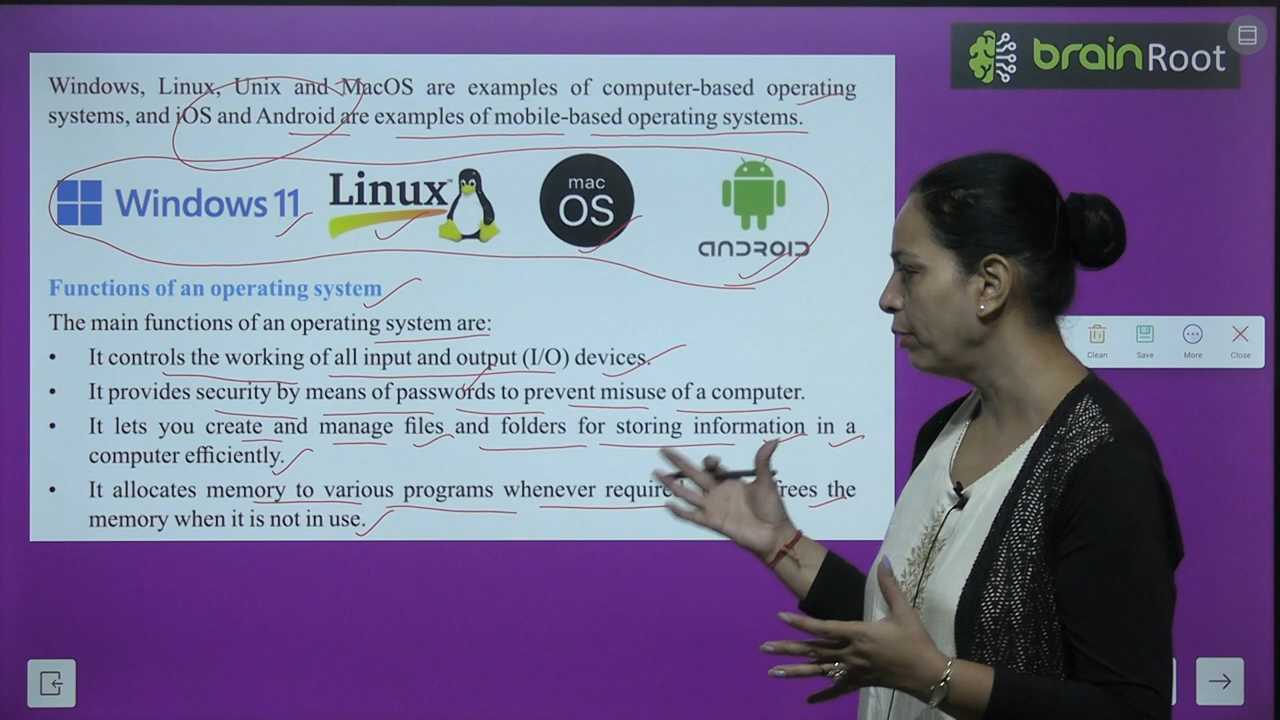 brainRoot
Windows, Linux, Unix and MacOS are examples of computer-based operating
systems, and iOS and Android are examples of mobile-based operating systems.
Windows 11 Linux™ mac OS android
Functions of an operating system
The main functions of an operating system are:
• It controls the working of all input and output (I/O) devices.
• It provides security by means of passwords to prevent misuse of a computer.
• It lets you create and manage files and folders for storing information in a
computer efficiently.
• It allocates memory to various programs whenever frees the
memory when it is not in use.
Clean Save More Close